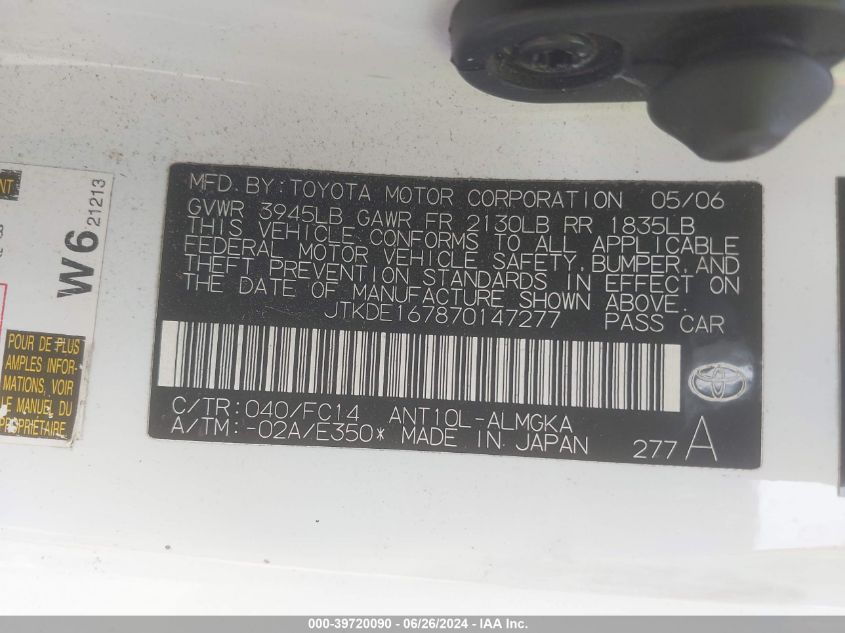 MFD. BY: TOYOTA MOTOR CORPORATION 05/06
GVWR 3945LB GAWR FR 2130LB RR 1835LB
THIS VEHICLE CONFORMS TO ALL APPLICABLE
FEDERAL MOTOR VEHICLE SAFETY, BUMPER, AND
THEFT PREVENTION STANDARDS IN EFFECT ON
THE DATE OF MANUFACTURE SHOWN ABOVE.
JTKDE167870147277 PASS CAR
C/TR: 040/FC14 ANT10L-ALMGKA
A/TM: -02A/E350* MADE IN JAPAN
277 A
W6 21213
POUR DE PLUS
AMPLES INFOR-
MATIONS, VOIR
LE MANUEL DU
PROPRIETAIRE
000-39720090 - 06/26/2024 - IAA Inc.